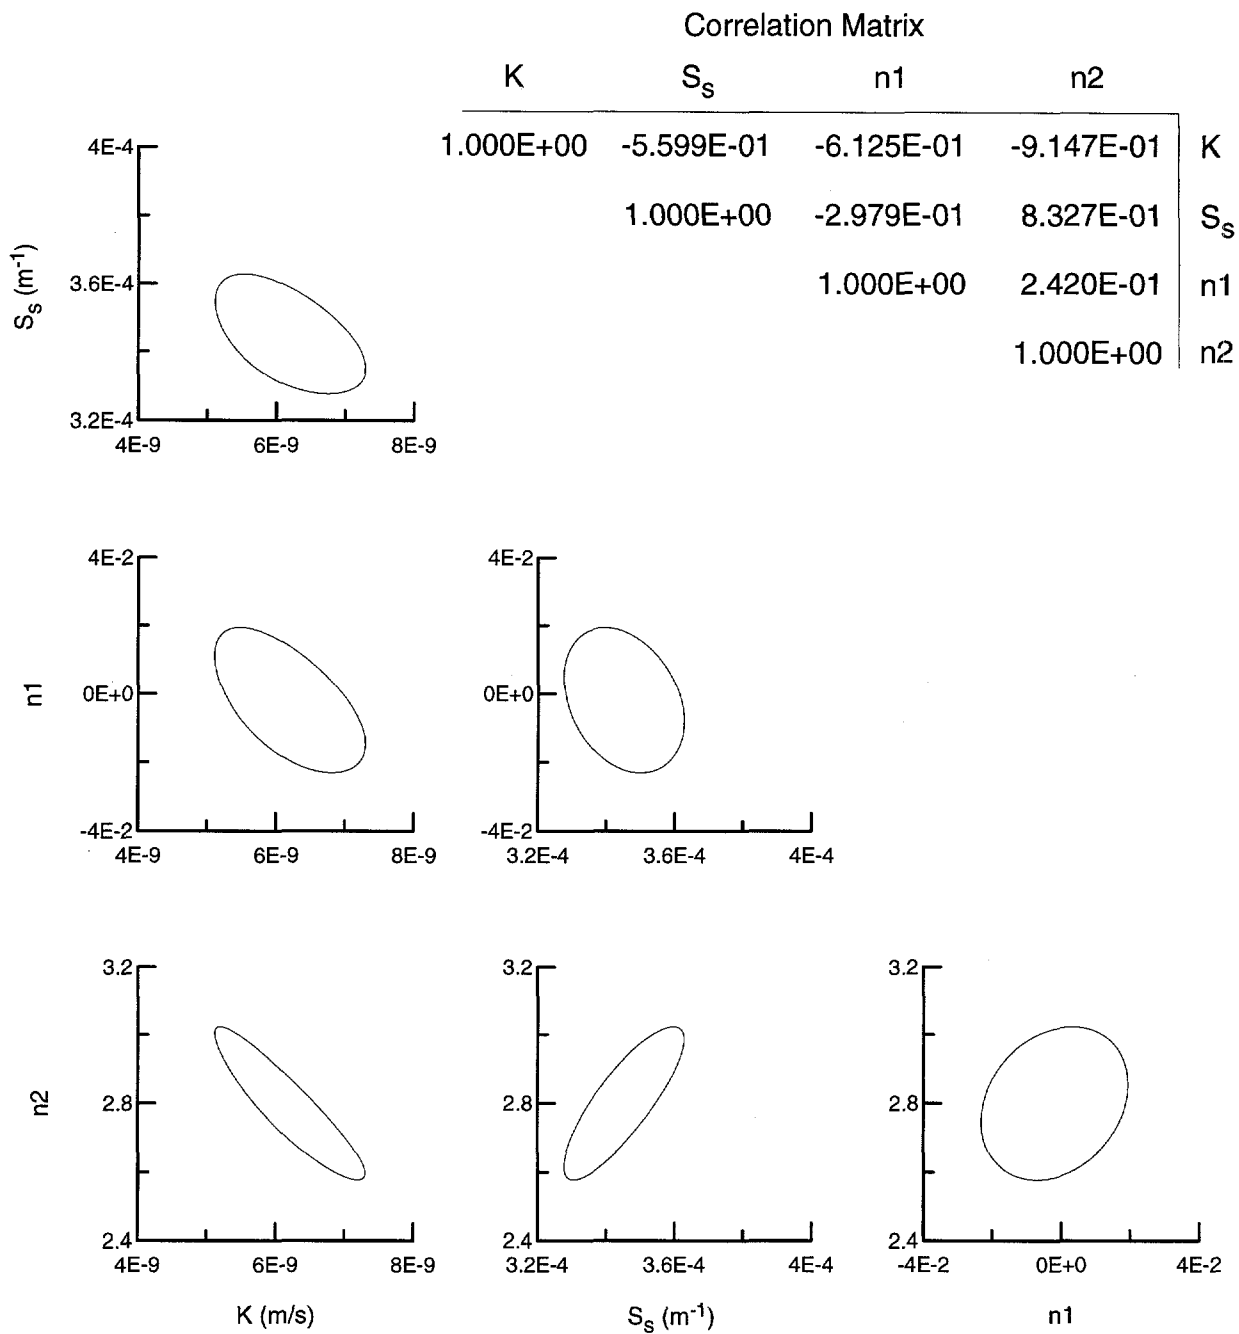 Correlation Matrix
K Ss n1 n2
1.000E+00 -5.599E-01 -6.125E-01 -9.147E-01 K
1.000E+00 -2.979E-01 8.327E-01 Ss
1.000E+00 2.420E-01 n1
1.000E+00 n2
4E-4
3.6E-4
3.2E-4
Ss (m-1)
4E-9 6E-9 8E-9
4E-2 4E-2
0E+0 0E+0
-4E-2 -4E-2
n1
4E-9 6E-9 8E-9 3.2E-4 3.6E-4 4E-4
3.2 3.2 3.2
2.8 2.8 2.8
2.4 2.4 2.4
n2
4E-9 6E-9 8E-9 3.2E-4 3.6E-4 4E-4 -4E-2 0E+0 4E-2
K (m/s) Ss (m-1) n1